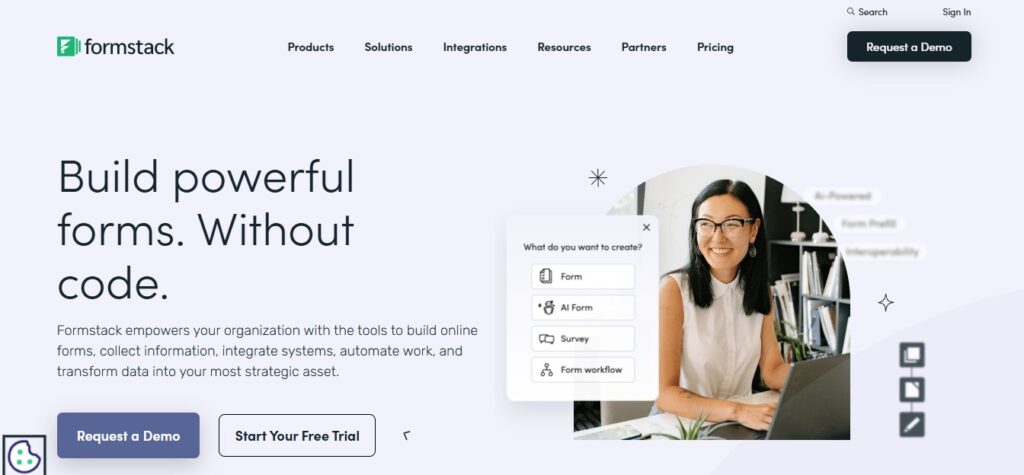 Search
Sign In
formstack
Products
Solutions
Integrations
Resources
Partners
Pricing
Request a Demo
Build powerful
forms. Without
code.
Formstack empowers your organization with the tools to build online
forms, collect information, integrate systems, automate work, and
transform data into your most strategic asset.
Request a Demo
Start Your Free Trial
What do you want to create?
Form
AI Form
Survey
Form workflow
AI-Powered
Form Prefill
Interoperability